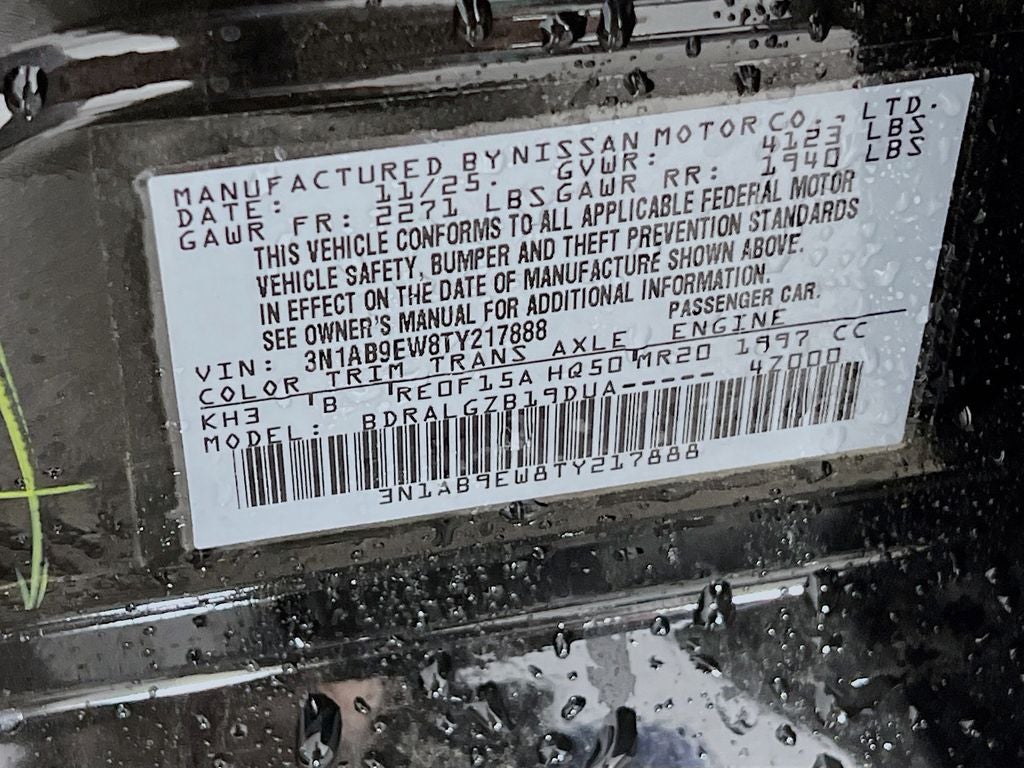 MANUFACTURED BY NISSAN MOTOR CO., LTD.
DATE: 11/25. GVWR: 4123 LBS
GAWR FR: 2271 LBS GAWR RR: 1940 LBS
THIS VEHICLE CONFORMS TO ALL APPLICABLE FEDERAL MOTOR
VEHICLE SAFETY, BUMPER AND THEFT PREVENTION STANDARDS
IN EFFECT ON THE DATE OF MANUFACTURE SHOWN ABOVE.
SEE OWNER'S MANUAL FOR ADDITIONAL INFORMATION.
VIN: 3N1AB9EW8TY217888 PASSENGER CAR.
COLOR TRIM TRANS AXLE ENGINE
KH3 B RE0F15A HQ50 MR20 1997 CC
MODEL: BDRALGZB19DUA----- 47000
3N1AB9EW8TY217888